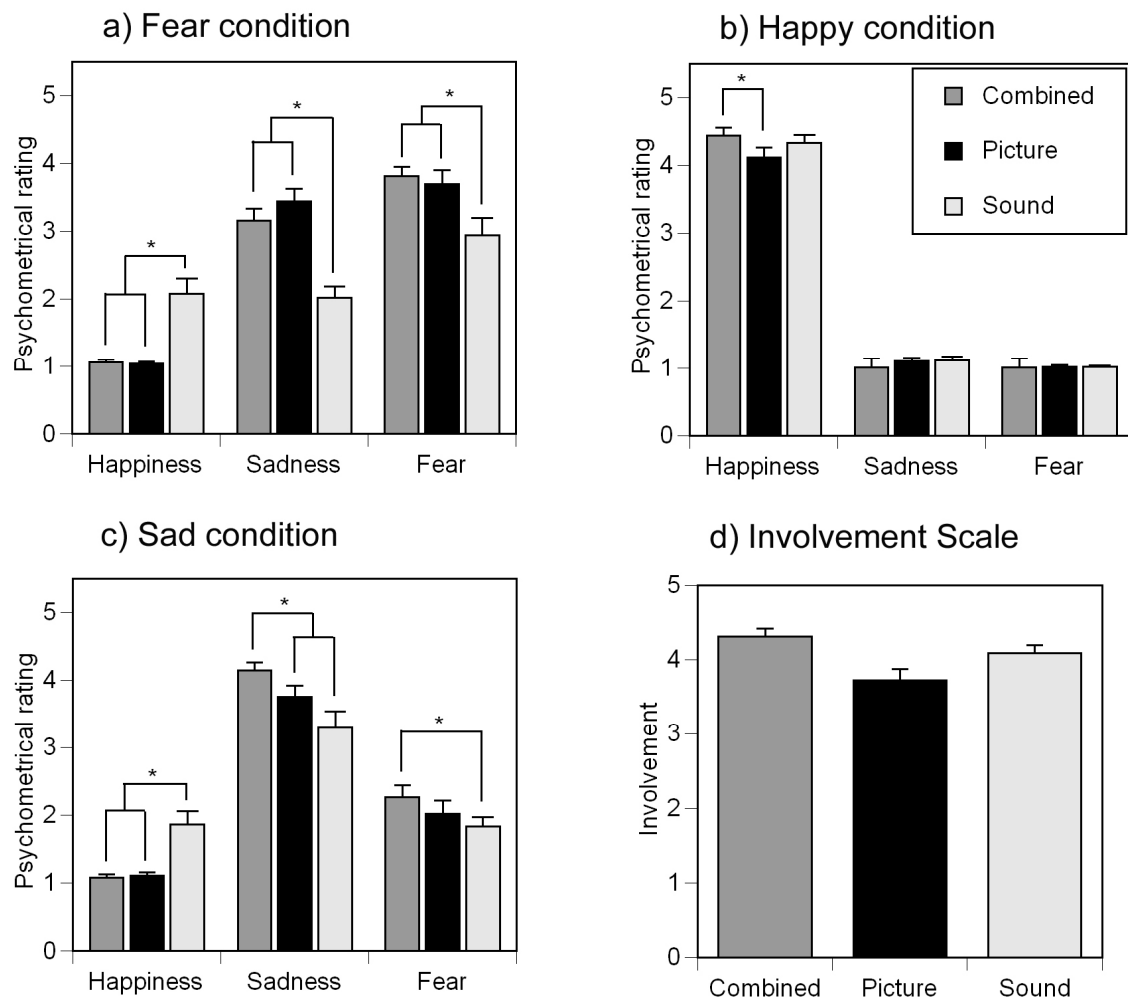 a) Fear condition
Psychometrical rating
5
4
3
2
1
0
*
*
*
Happiness Sadness Fear
b) Happy condition
Psychometrical rating
5
4
3
2
1
0
*
Combined
Picture
Sound
Happiness Sadness Fear
c) Sad condition
Psychometrical rating
5
4
3
2
1
0
*
*
*
Happiness Sadness Fear
d) Involvement Scale
Involvement
5
4
3
2
1
0
Combined Picture Sound